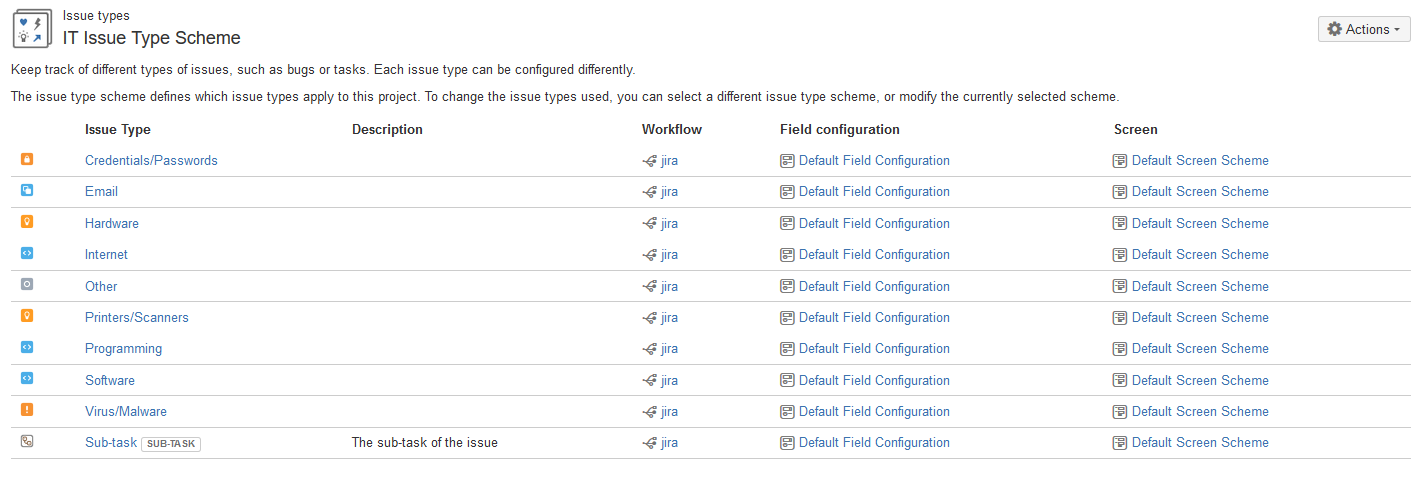 Issue types
IT Issue Type Scheme
Actions
Keep track of different types of issues, such as bugs or tasks. Each issue type can be configured differently.
The issue type scheme defines which issue types apply to this project. To change the issue types used, you can select a different issue type scheme, or modify the currently selected scheme.
Issue Type Description Workflow Field configuration Screen
Credentials/Passwords jira Default Field Configuration Default Screen Scheme
Email jira Default Field Configuration Default Screen Scheme
Hardware jira Default Field Configuration Default Screen Scheme
Internet jira Default Field Configuration Default Screen Scheme
Other jira Default Field Configuration Default Screen Scheme
Printers/Scanners jira Default Field Configuration Default Screen Scheme
Programming jira Default Field Configuration Default Screen Scheme
Software jira Default Field Configuration Default Screen Scheme
Virus/Malware jira Default Field Configuration Default Screen Scheme
Sub-task SUB-TASK The sub-task of the issue jira Default Field Configuration Default Screen Scheme